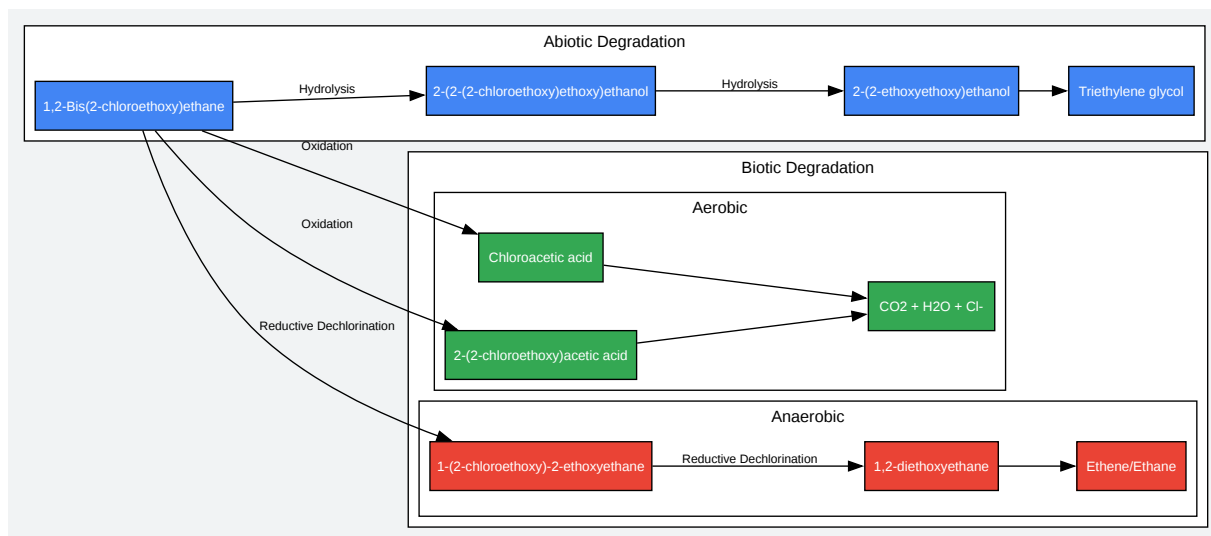 Abiotic Degradation
1,2-Bis(2-chloroethoxy)ethane
Hydrolysis
2-(2-(2-chloroethoxy)ethoxy)ethanol
Hydrolysis
2-(2-ethoxyethoxy)ethanol
Triethylene glycol
Oxidation
Biotic Degradation
Aerobic
Oxidation
Chloroacetic acid
CO2 + H2O + Cl-
Reductive Dechlorination
2-(2-chloroethoxy)acetic acid
Anaerobic
1-(2-chloroethoxy)-2-ethoxyethane
Reductive Dechlorination
1,2-diethoxyethane
Ethene/Ethane